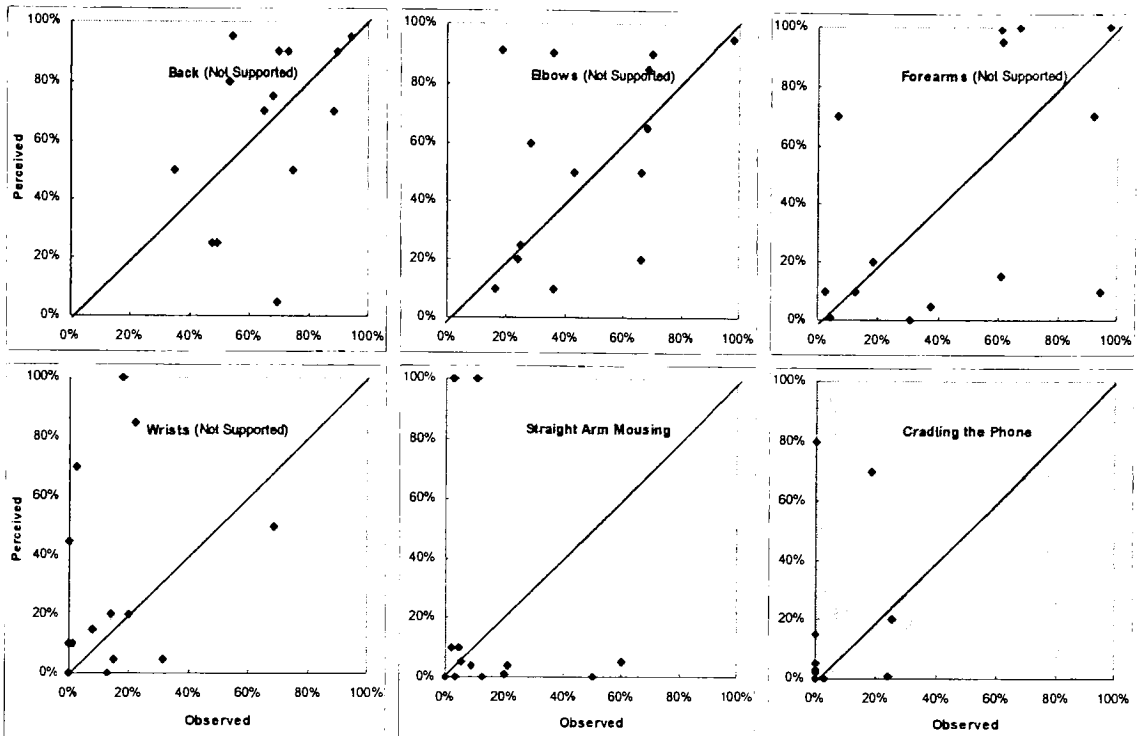 100%
80%
60%
40%
20%
0%
Perceived
Back (Not Supported)
0% 20% 40% 60% 80% 100%
100%
80%
60%
40%
20%
0%
Elbows (Not Supported)
0% 20% 40% 60% 80% 100%
100%
80%
60%
40%
20%
0%
Forearms (Not Supported)
0% 20% 40% 60% 80% 100%
100%
80%
60%
40%
20%
0%
Perceived
Wrists (Not Supported)
0% 20% 40% 60% 80% 100%
Observed
100%
80%
60%
40%
20%
0%
Straight Arm Mousing
0% 20% 40% 60% 80% 100%
Observed
100%
80%
60%
40%
20%
0%
Cradling the Phone
0% 20% 40% 60% 80% 100%
Observed